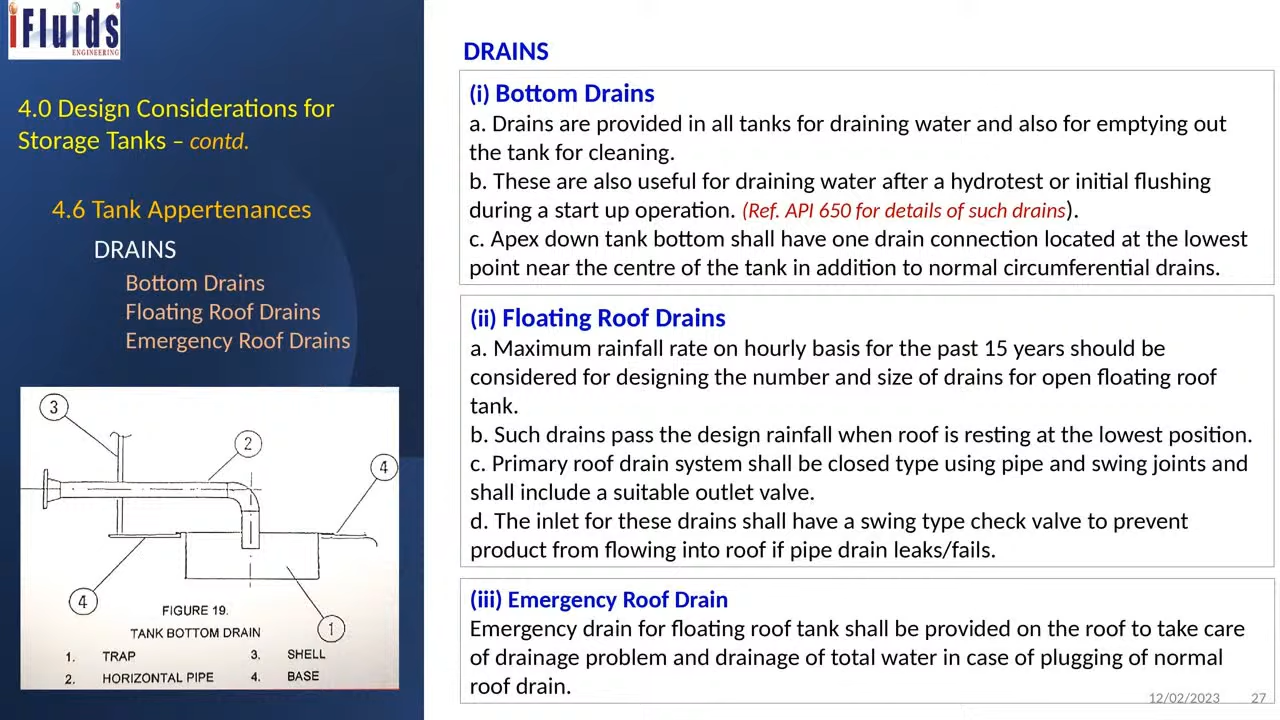 iFluids
ENGINEERING
4.0 Design Considerations for
Storage Tanks – contd.
4.6 Tank Appertenances
DRAINS
Bottom Drains
Floating Roof Drains
Emergency Roof Drains
3
2
4
4
1
FIGURE 19.
TANK BOTTOM DRAIN
1. TRAP 3. SHELL
2. HORIZONTAL PIPE 4. BASE
DRAINS
(i) Bottom Drains
a. Drains are provided in all tanks for draining water and also for emptying out
the tank for cleaning.
b. These are also useful for draining water after a hydrotest or initial flushing
during a start up operation. (Ref. API 650 for details of such drains).
c. Apex down tank bottom shall have one drain connection located at the lowest
point near the centre of the tank in addition to normal circumferential drains.
(ii) Floating Roof Drains
a. Maximum rainfall rate on hourly basis for the past 15 years should be
considered for designing the number and size of drains for open floating roof
tank.
b. Such drains pass the design rainfall when roof is resting at the lowest position.
c. Primary roof drain system shall be closed type using pipe and swing joints and
shall include a suitable outlet valve.
d. The inlet for these drains shall have a swing type check valve to prevent
product from flowing into roof if pipe drain leaks/fails.
(iii) Emergency Roof Drain
Emergency drain for floating roof tank shall be provided on the roof to take care
of drainage problem and drainage of total water in case of plugging of normal
roof drain.
12/02/2023 27